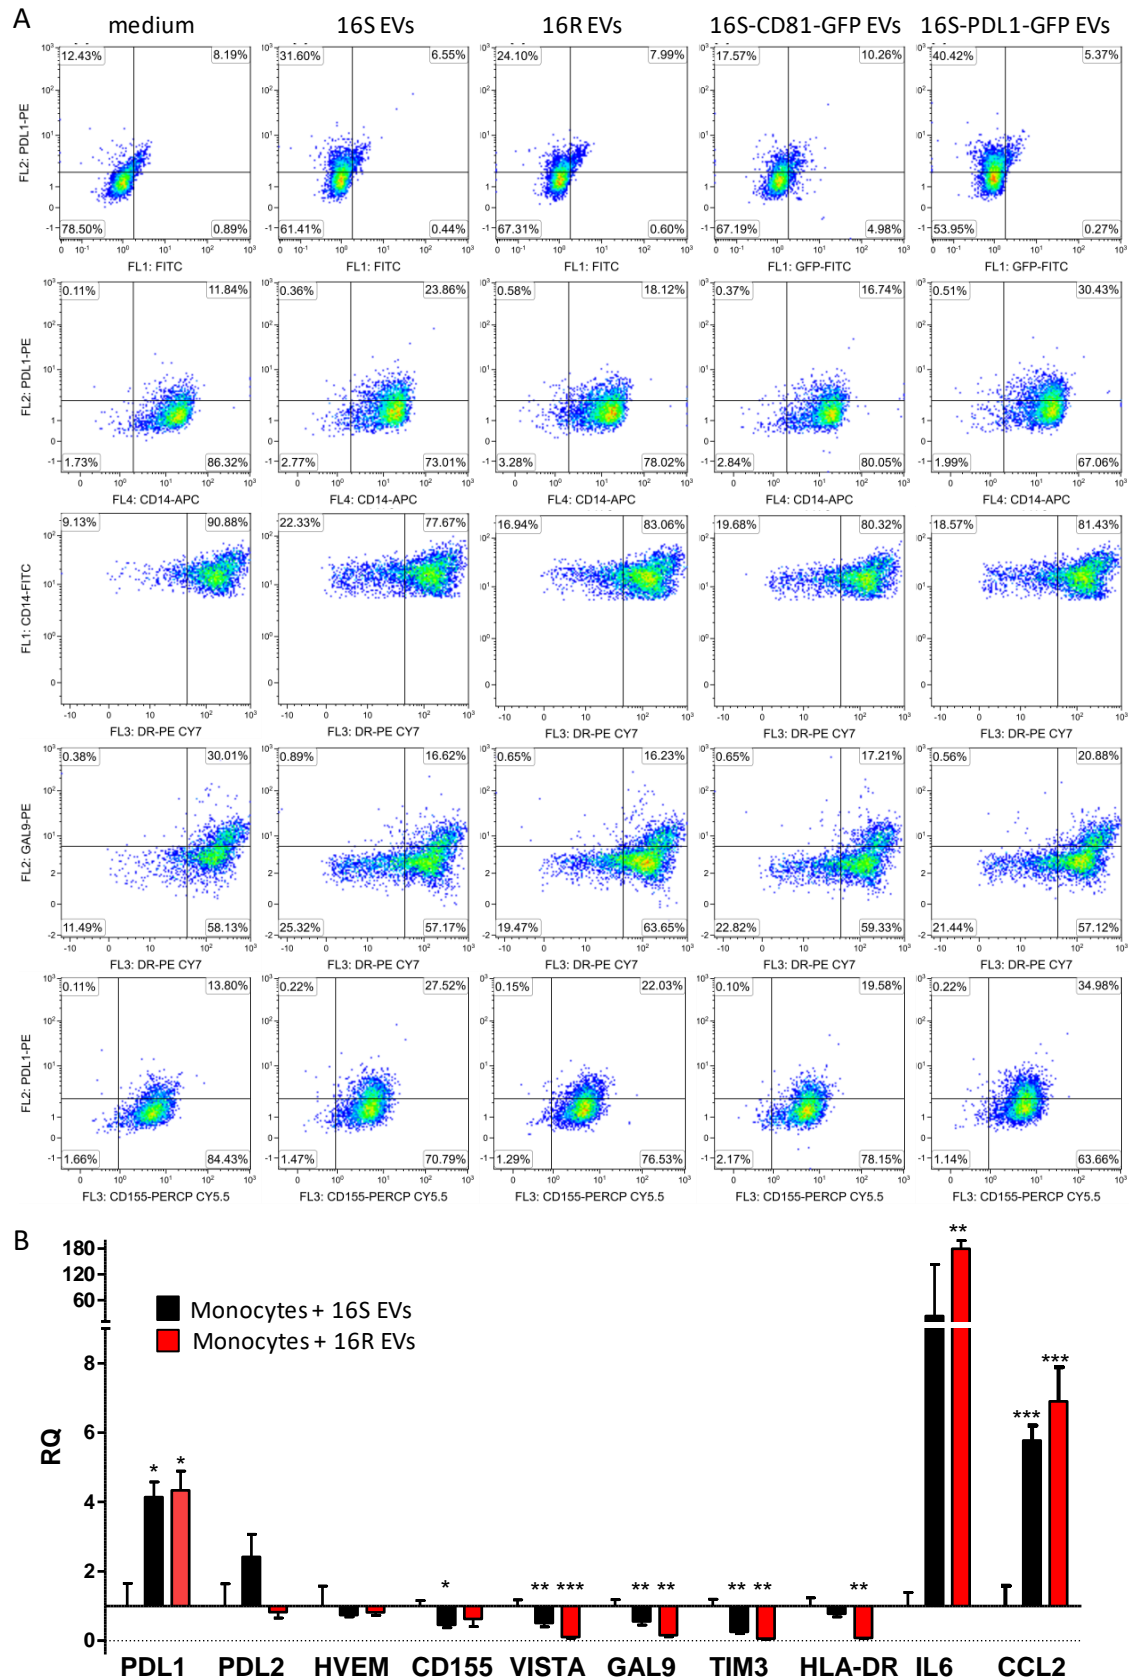 A
medium 16S EVs 16R EVs 16S-CD81-GFP EVs 16S-PDL1-GFP EVs
12.43% 8.19% 31.60% 6.55% 24.10% 7.99% 17.57% 10.26% 40.42% 5.37%
FL2: PDL1-PE
78.50% 0.89% 61.41% 0.44% 67.31% 0.60% 67.19% 4.98% 53.95% 0.27%
FL1: FITC FL1: FITC FL1: FITC FL1: GFP-FITC FL1: GFP-FITC
0.11% 11.84% 0.36% 23.86% 0.58% 18.12% 0.37% 16.74% 0.51% 30.43%
FL2: PDL1-PE
1.73% 86.32% 2.77% 73.01% 3.28% 78.02% 2.84% 80.05% 1.99% 67.06%
FL4: CD14-APC FL4: CD14-APC FL4: CD14-APC FL4: CD14-APC FL4: CD14-APC
9.13% 90.88% 22.33% 77.67% 16.94% 83.06% 19.68% 80.32% 18.57% 81.43%
FL1: CD14-FITC
FL3: DR-PE CY7 FL3: DR-PE CY7 FL3: DR-PE CY7 FL3: DR-PE CY7 FL3: DR-PE CY7
0.38% 30.01% 0.89% 16.62% 0.65% 16.23% 0.65% 17.21% 0.56% 20.88%
FL2: GAL9-PE
11.49% 58.13% 25.32% 57.17% 19.47% 63.65% 22.82% 59.33% 21.44% 57.12%
FL3: DR-PE CY7 FL3: DR-PE CY7 FL3: DR-PE CY7 FL3: DR-PE CY7 FL3: DR-PE CY7
0.11% 13.80% 0.22% 27.52% 0.15% 22.03% 0.10% 19.58% 0.22% 34.98%
FL2: PDL1-PE
1.66% 84.43% 1.47% 70.79% 1.29% 76.53% 2.17% 78.15% 1.14% 63.66%
FL3: CD155-PERCP CY5.5 FL3: CD155-PERCP CY5.5 FL3: CD155-PERCP CY5.5 FL3: CD155-PERCP CY5.5 FL3: CD155-PERCP CY5.5
B
180
120
60
8
6
4
2
0
RQ
Monocytes + 16S EVs
Monocytes + 16R EVs
* * * ** *** ** ** ** ** ** ** *** ***
PDL1 PDL2 HVEM CD155 VISTA GAL9 TIM3 HLA-DR IL6 CCL2